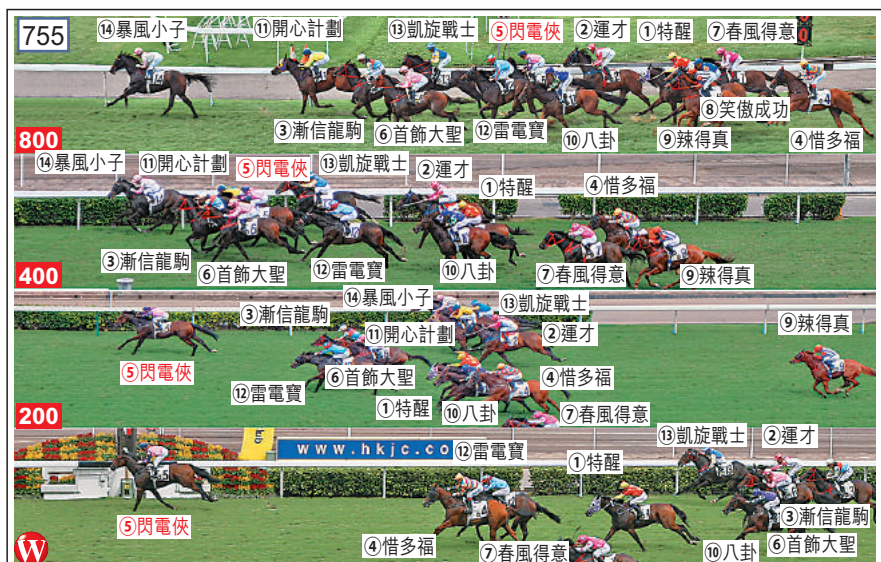 755
⑭暴風小子 ⑪開心計劃 ⑬凱旋戰士 ⑤閃電俠 ②運才 ①特醒 ⑦春風得意
800 ③漸信龍駒 ⑥首飾大聖 ⑫雷電寶 ⑩八卦 ⑨辣得真 ⑧笑傲成功 ④惜多福
⑭暴風小子 ⑪開心計劃 ⑤閃電俠 ⑬凱旋戰士 ②運才 ①特醒 ④惜多福
400 ③漸信龍駒 ⑥首飾大聖 ⑫雷電寶 ⑩八卦 ⑦春風得意 ⑨辣得真
③漸信龍駒 ⑭暴風小子 ⑬凱旋戰士 ⑨辣得真
⑪開心計劃 ②運才
⑤閃電俠 ⑫雷電寶 ⑥首飾大聖 ④惜多福
200 ①特醒 ⑩八卦 ⑦春風得意
www.hkjc.co ⑫雷電寶 ①特醒 ⑬凱旋戰士 ②運才
⑤閃電俠 ③漸信龍駒
W ④惜多福 ⑦春風得意 ⑩八卦 ⑥首飾大聖